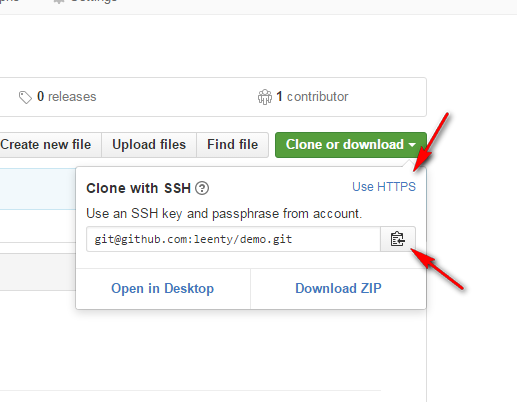 Settings
0 releases
1 contributor
Create new file
Upload files
Find file
Clone or download
Clone with SSH
Use HTTPS
Use an SSH key and passphrase from account.
git@github.com:leenty/demo.git
Open in Desktop
Download ZIP